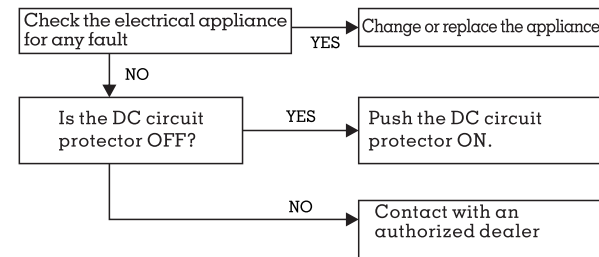 Check the electrical appliance
for any fault
YES
Change or replace the appliance
NO
Is the DC circuit
protector OFF?
YES
Push the DC circuit
protector ON.
NO
Contact with an
authorized dealer